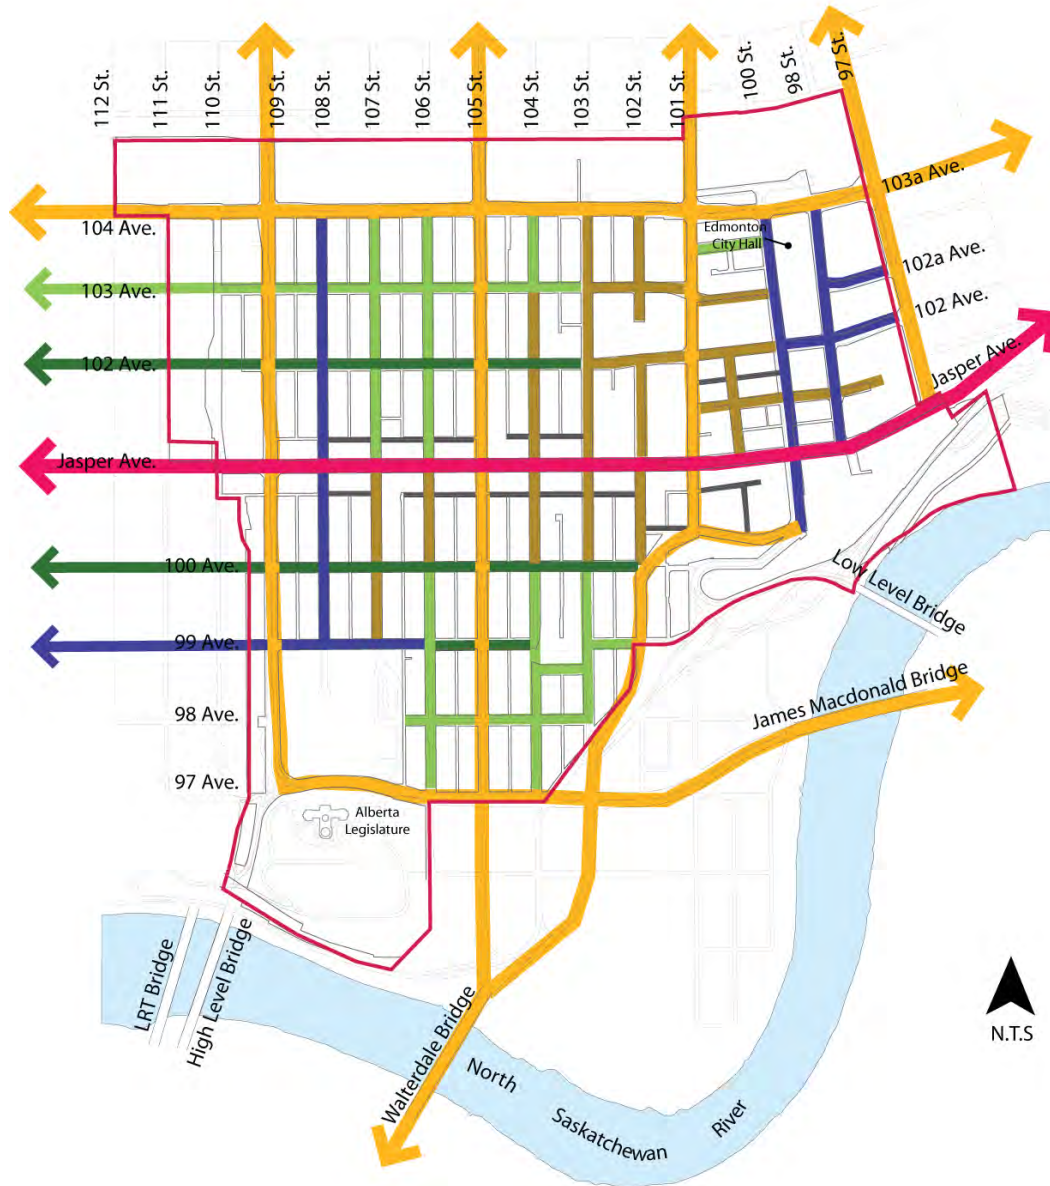 112 St.
111 St.
110 St.
109 St.
108 St.
107 St.
106 St.
105 St.
104 St.
103 St.
102 St.
101 St.
100 St.
98 St.
97 St.
103a Ave.
104 Ave.
Edmonton
City Hall
102a Ave.
103 Ave.
102 Ave.
102 Ave.
Jasper Ave.
Jasper Ave.
100 Ave.
Low Level Bridge
99 Ave.
James Macdonald Bridge
98 Ave.
97 Ave.
Alberta
Legislature
LRT Bridge
High Level Bridge
Walterdale Bridge
North
Saskatchewan
River
N.T.S